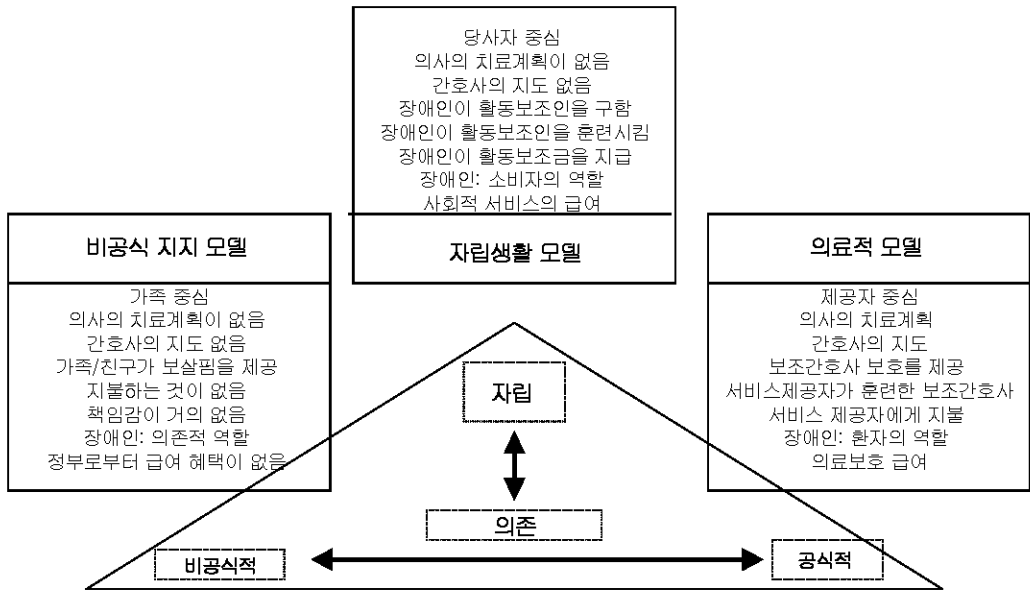 당사자 중심
의사의 치료계획이 없음
간호사의 지도 없음
장애인이 활동보조인을 구함
장애인이 활동보조인을 훈련시킴
장애인이 활동보조금을 지급
장애인: 소비자의 역할
사회적 서비스의 급여
자립생활 모델
비공식 지지 모델
가족 중심
의사의 치료계획이 없음
간호사의 지도 없음
가족/친구가 보살핌을 제공
지불하는 것이 없음
책임감이 거의 없음
장애인: 의존적 역할
정부로부터 급여 혜택이 없음
의료적 모델
제공자 중심
의사의 치료계획
간호사의 지도
보조간호사 보호를 제공
서비스제공자가 훈련한 보조간호사
서비스 제공자에게 지불
장애인: 환자의 역할
의료보호 급여
자립
의존
비공식적
공식적